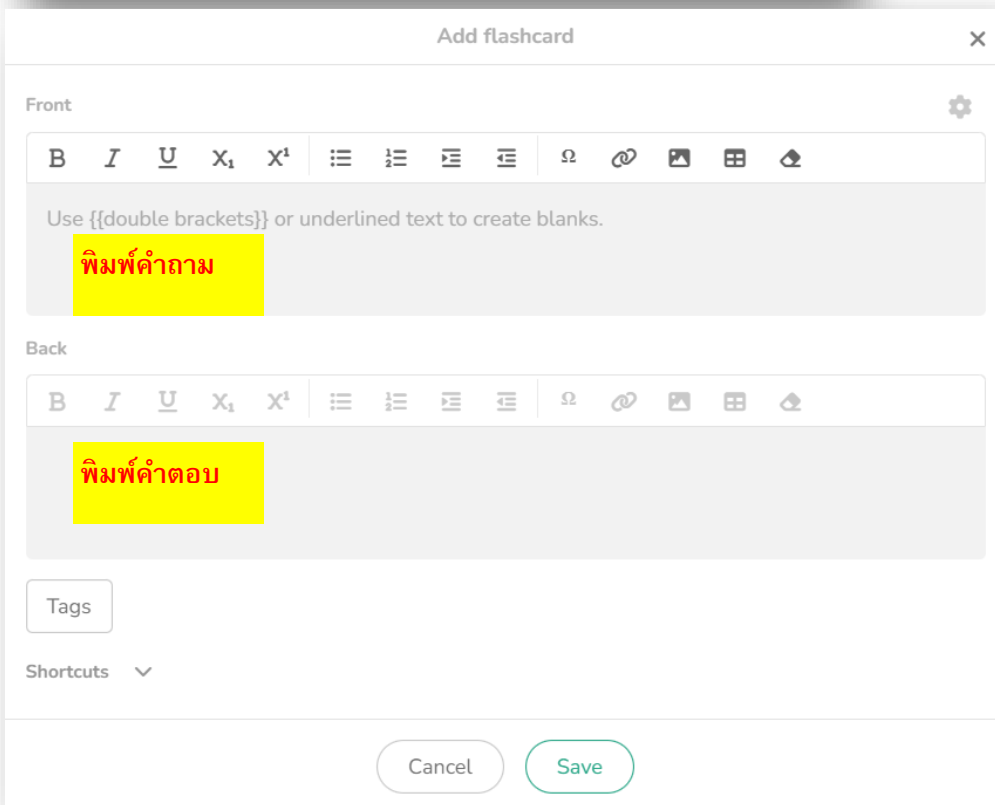 Add flashcard
Front
Use {{double brackets}} or underlined text to create blanks.
พิมพ์คำถาม
Back
พิมพ์คำตอบ
Tags
Shortcuts
Cancel Save